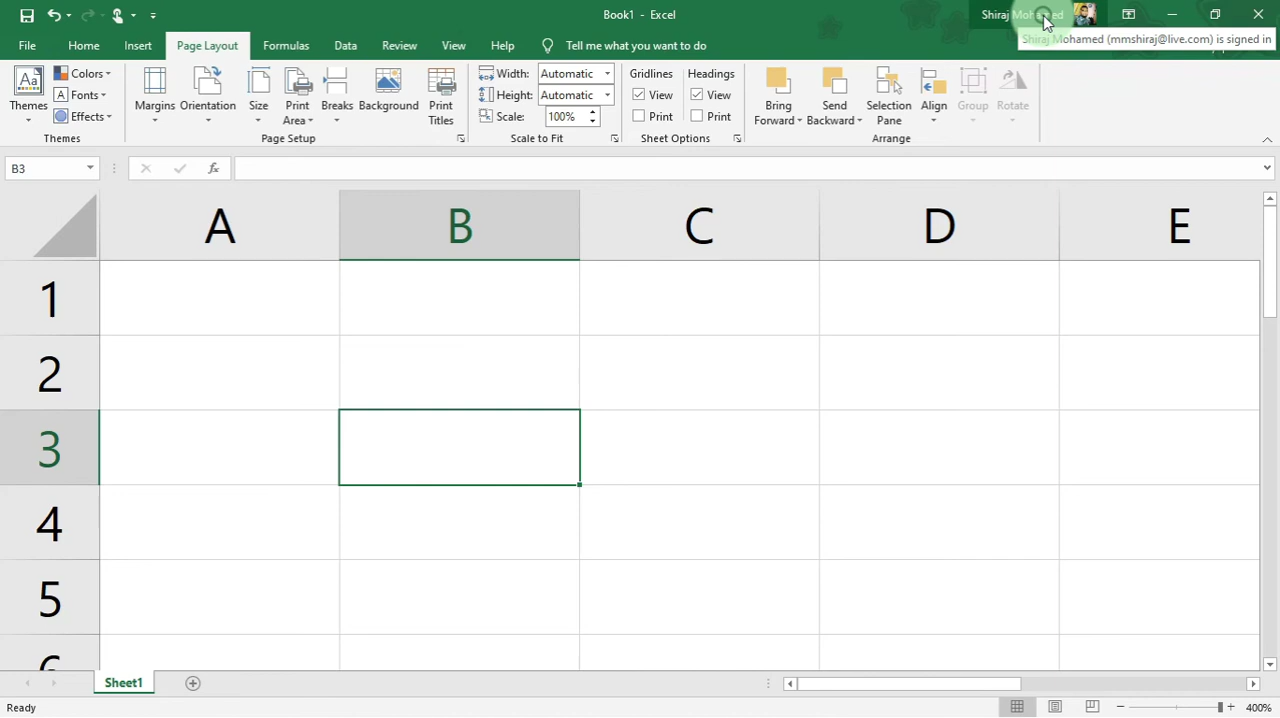 Book1 - Excel
Shiraj Mohamed
Shiraj Mohamed (mmshiraj@live.com) is signed in
File Home Insert Page Layout Formulas Data Review View Help Tell me what you want to do
Themes
Colors
Fonts
Effects
Themes
Margins
Orientation
Size
Print Area
Breaks
Background
Print Titles
Page Setup
Width: Automatic
Height: Automatic
Scale: 100%
Scale to Fit
Gridlines
View
Print
Headings
View
Print
Sheet Options
Bring Forward
Send Backward
Selection Pane
Align
Group
Rotate
Arrange
B3
fx
A B C D E
1
2
3
4
5
6
Sheet1
Ready
400%